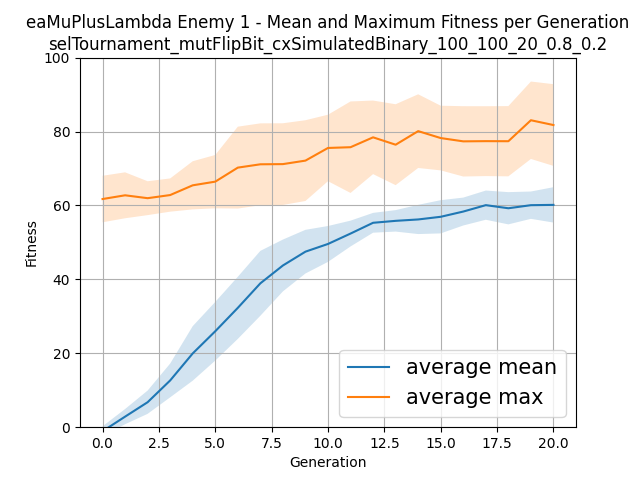 eaMuPlusLambda Enemy 1 - Mean and Maximum Fitness per Generation
selTournament_mutFlipBit_cxSimulatedBinary_100_100_20_0.8_0.2
100
80
60
40
20
0
Fitness
0.0 2.5 5.0 7.5 10.0 12.5 15.0 17.5 20.0
Generation
average mean
average max